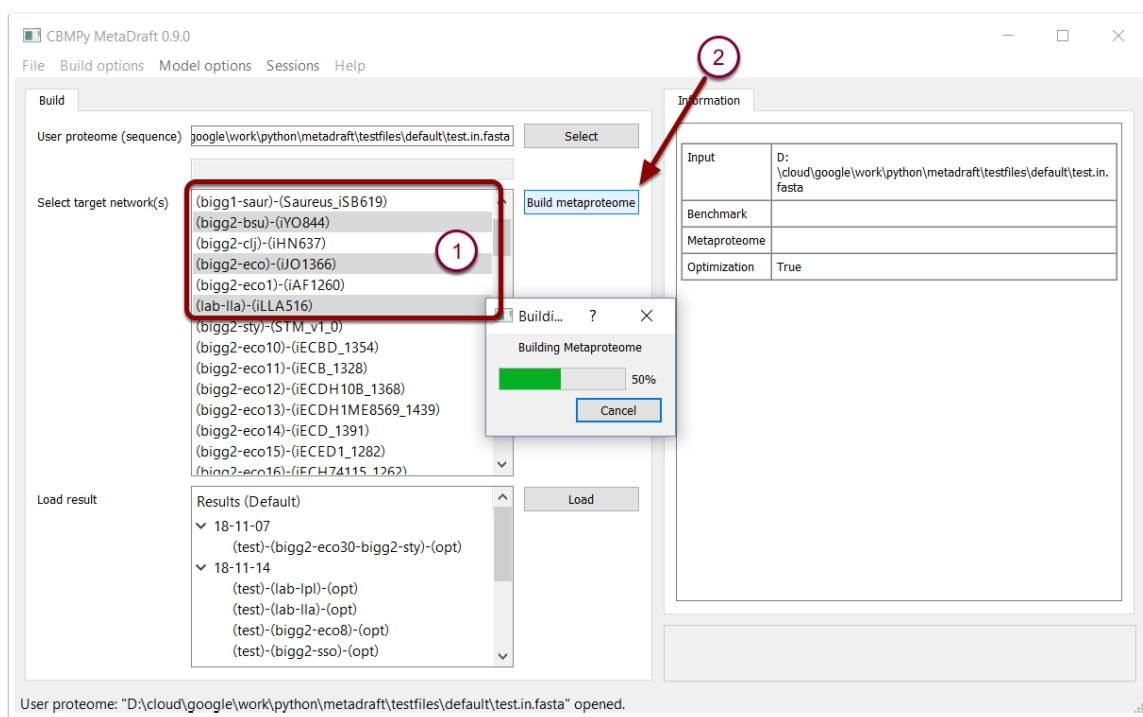 CBMPy MetaDraft 0.9.0
File Build options Model options Sessions Help
2
Build
Information
User proteome (sequence)
google\work\python\metadraft\testfiles\default\test.in.fasta
Select
Input
D:
\cloud\google\work\python\metadraft\testfiles\default\test.in.
fasta
Benchmark
Metaproteome
Optimization
True
Select target network(s)
(bigg1-saur)-(Saureus_iSB619)
(bigg2-bsu)-(iYO844)
(bigg2-clj)-(iHN637)
(bigg2-eco)-(iJO1366)
(bigg2-eco1)-(iAF1260)
(lab-lla)-(iLLA516)
(bigg2-sty)-(STM_v1_0)
(bigg2-eco10)-(iECBD_1354)
(bigg2-eco11)-(iECB_1328)
(bigg2-eco12)-(iECDH10B_1368)
(bigg2-eco13)-(iECDH1ME8569_1439)
(bigg2-eco14)-(iECD_1391)
(bigg2-eco15)-(iECED1_1282)
(bigg2-eco16)-(iECH74115_1262)
1
Build metaproteome
Buildi... ?
Building Metaproteome
50%
Cancel
Load result
Results (Default)
18-11-07
(test)-(bigg2-eco30-bigg2-sty)-(opt)
18-11-14
(test)-(lab-lpl)-(opt)
(test)-(lab-lla)-(opt)
(test)-(bigg2-eco8)-(opt)
(test)-(bigg2-sso)-(opt)
Load
User proteome: "D:\cloud\google\work\python\metadraft\testfiles\default\test.in.fasta" opened.